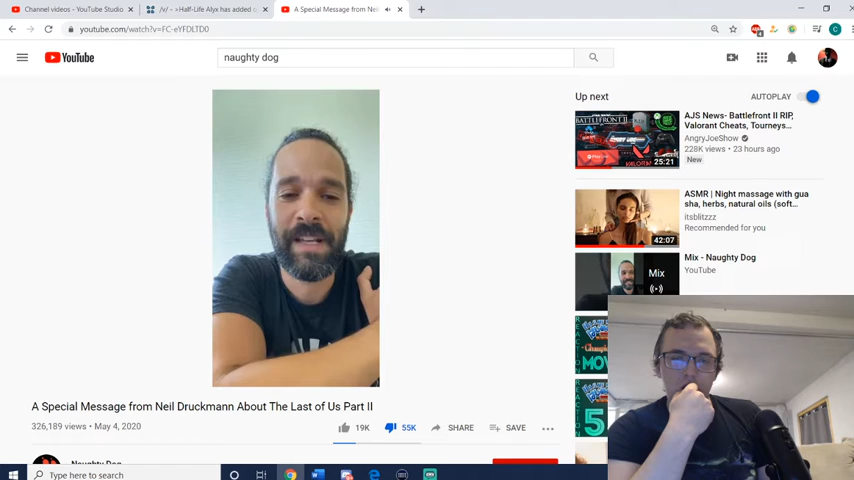 Channel videos - YouTube Studio
/v/ - >Half-Life Alyx has added
A Special Message from Neil
youtube.com/watch?v=FC-eYFDLTD0
YouTube
naughty dog
Up next
AUTOPLAY
AJS News- Battlefront II RIP,
Valorant Cheats, Tourneys...
AngryJoeShow
228K views • 23 hours ago
New
25:21
ASMR | Night massage with gua
sha, herbs, natural oils (soft...
itsblitzzz
Recommended for you
42:07
Mix - Naughty Dog
YouTube
Mix
A Special Message from Neil Druckmann About The Last of Us Part II
326,189 views • May 4, 2020
19K
55K
SHARE
SAVE
Naughty Dog
Type here to search